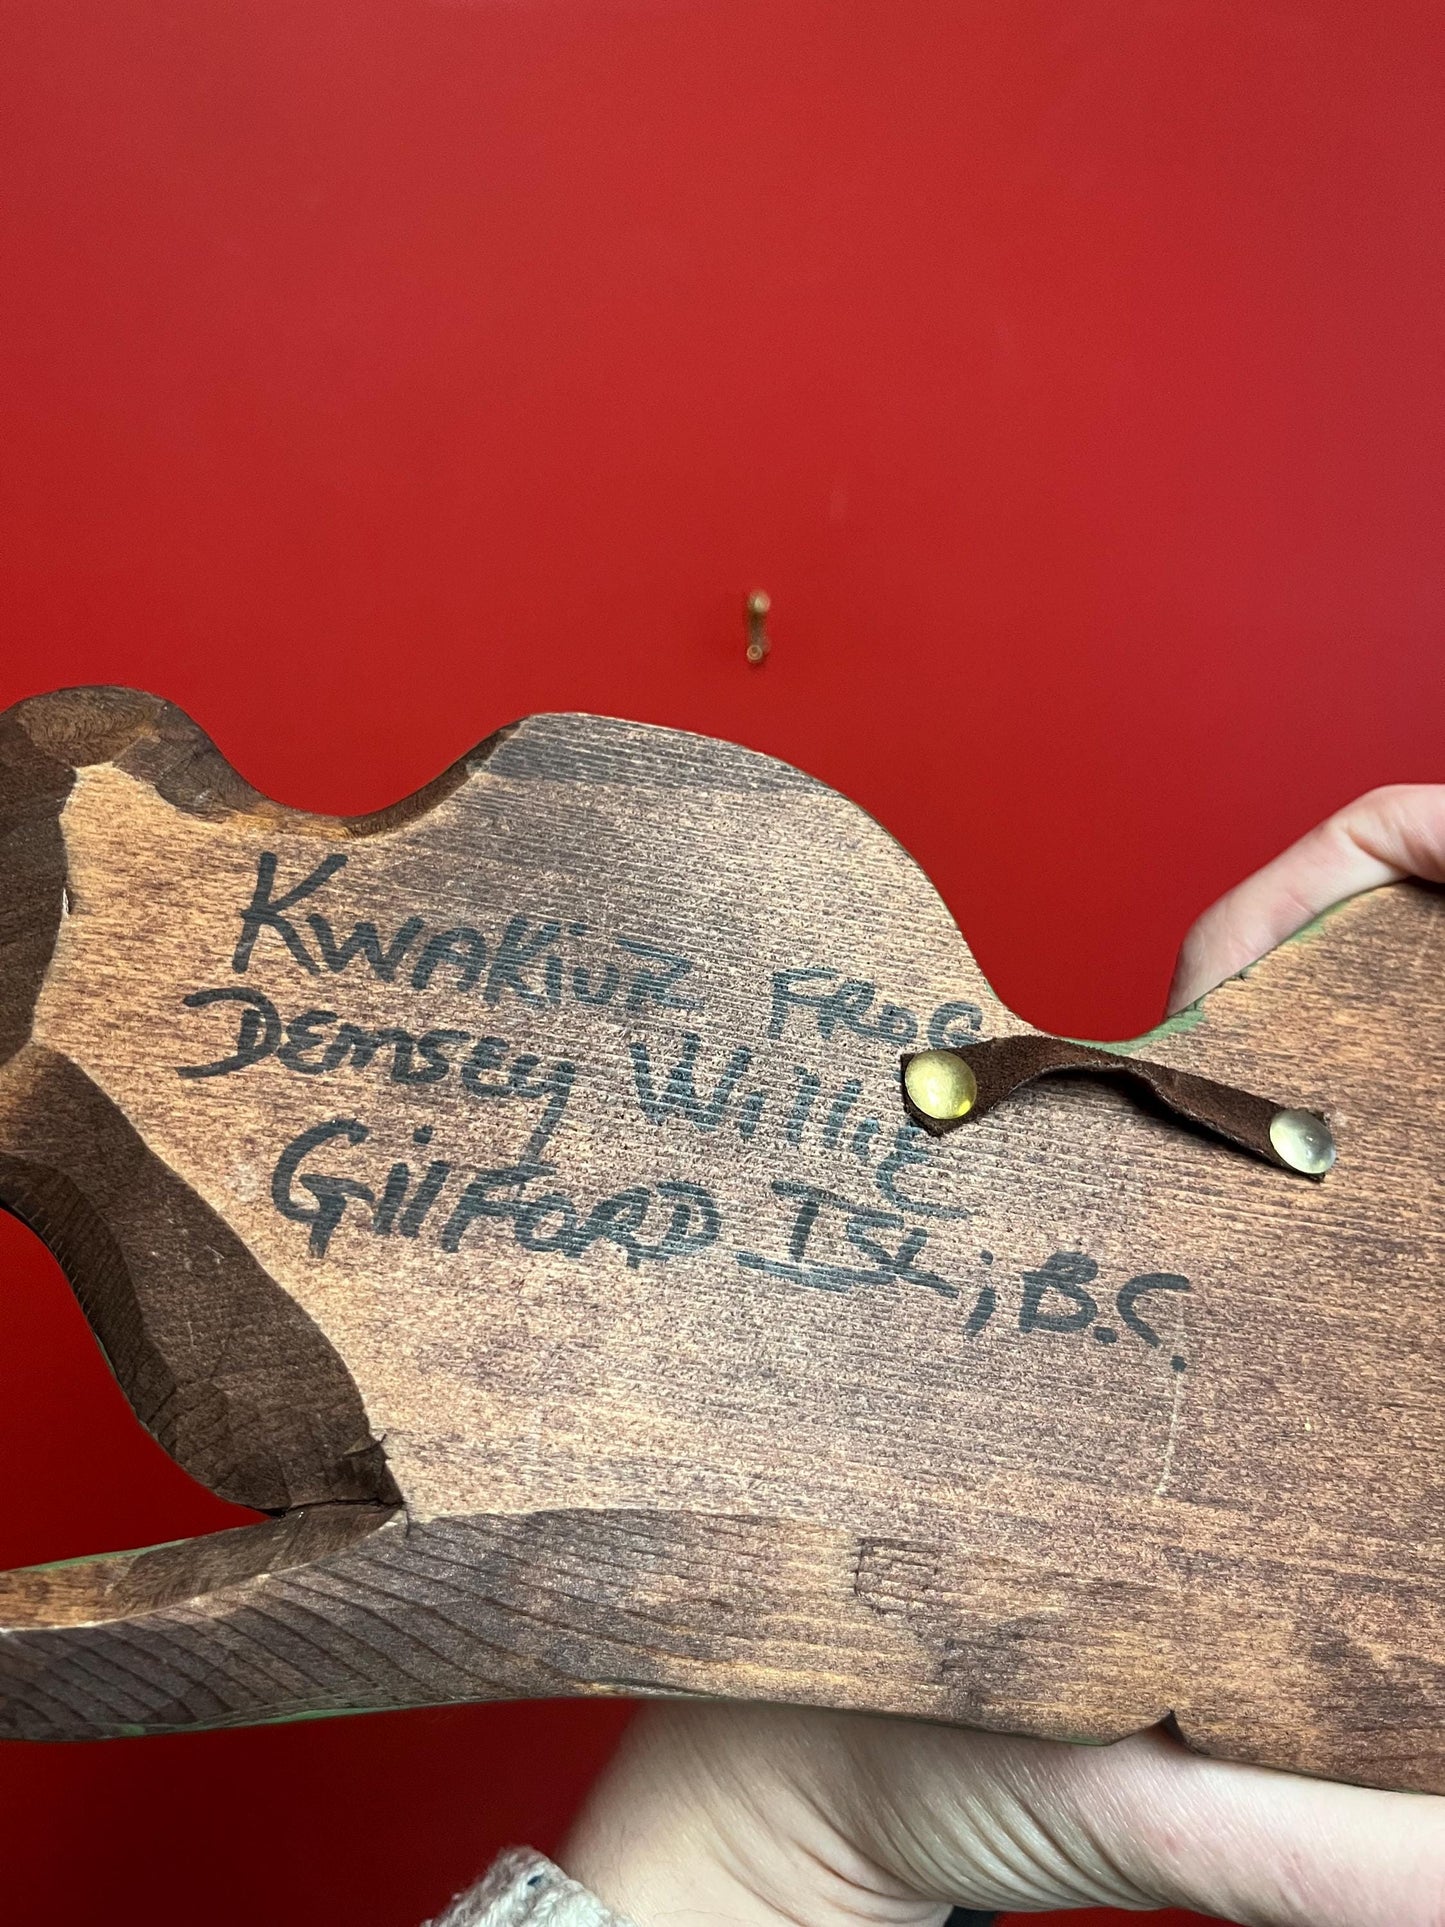 KWAKiUTL FROG
DEMSEY WilliE
GilFORD ISL; B.C.